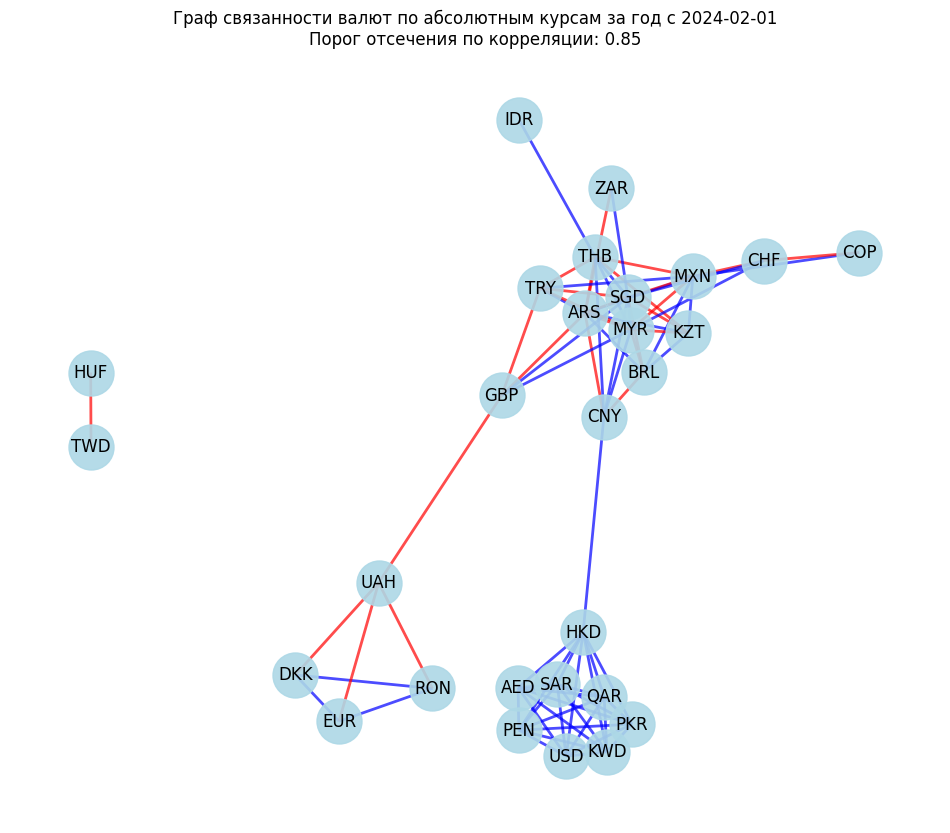 Граф связанности валют по абсолютным курсам за год с 2024-02-01
Порог отсечения по корреляции: 0.85
IDR
ZAR
THB
COP
CHF
MXN
TRY
SGD
ARS
MYR
KZT
HUF
BRL
GBP
CNY
TWD
UAH
HKD
DKK
RON
AED
SAR
QAR
EUR
PEN
PKR
USD
KWD